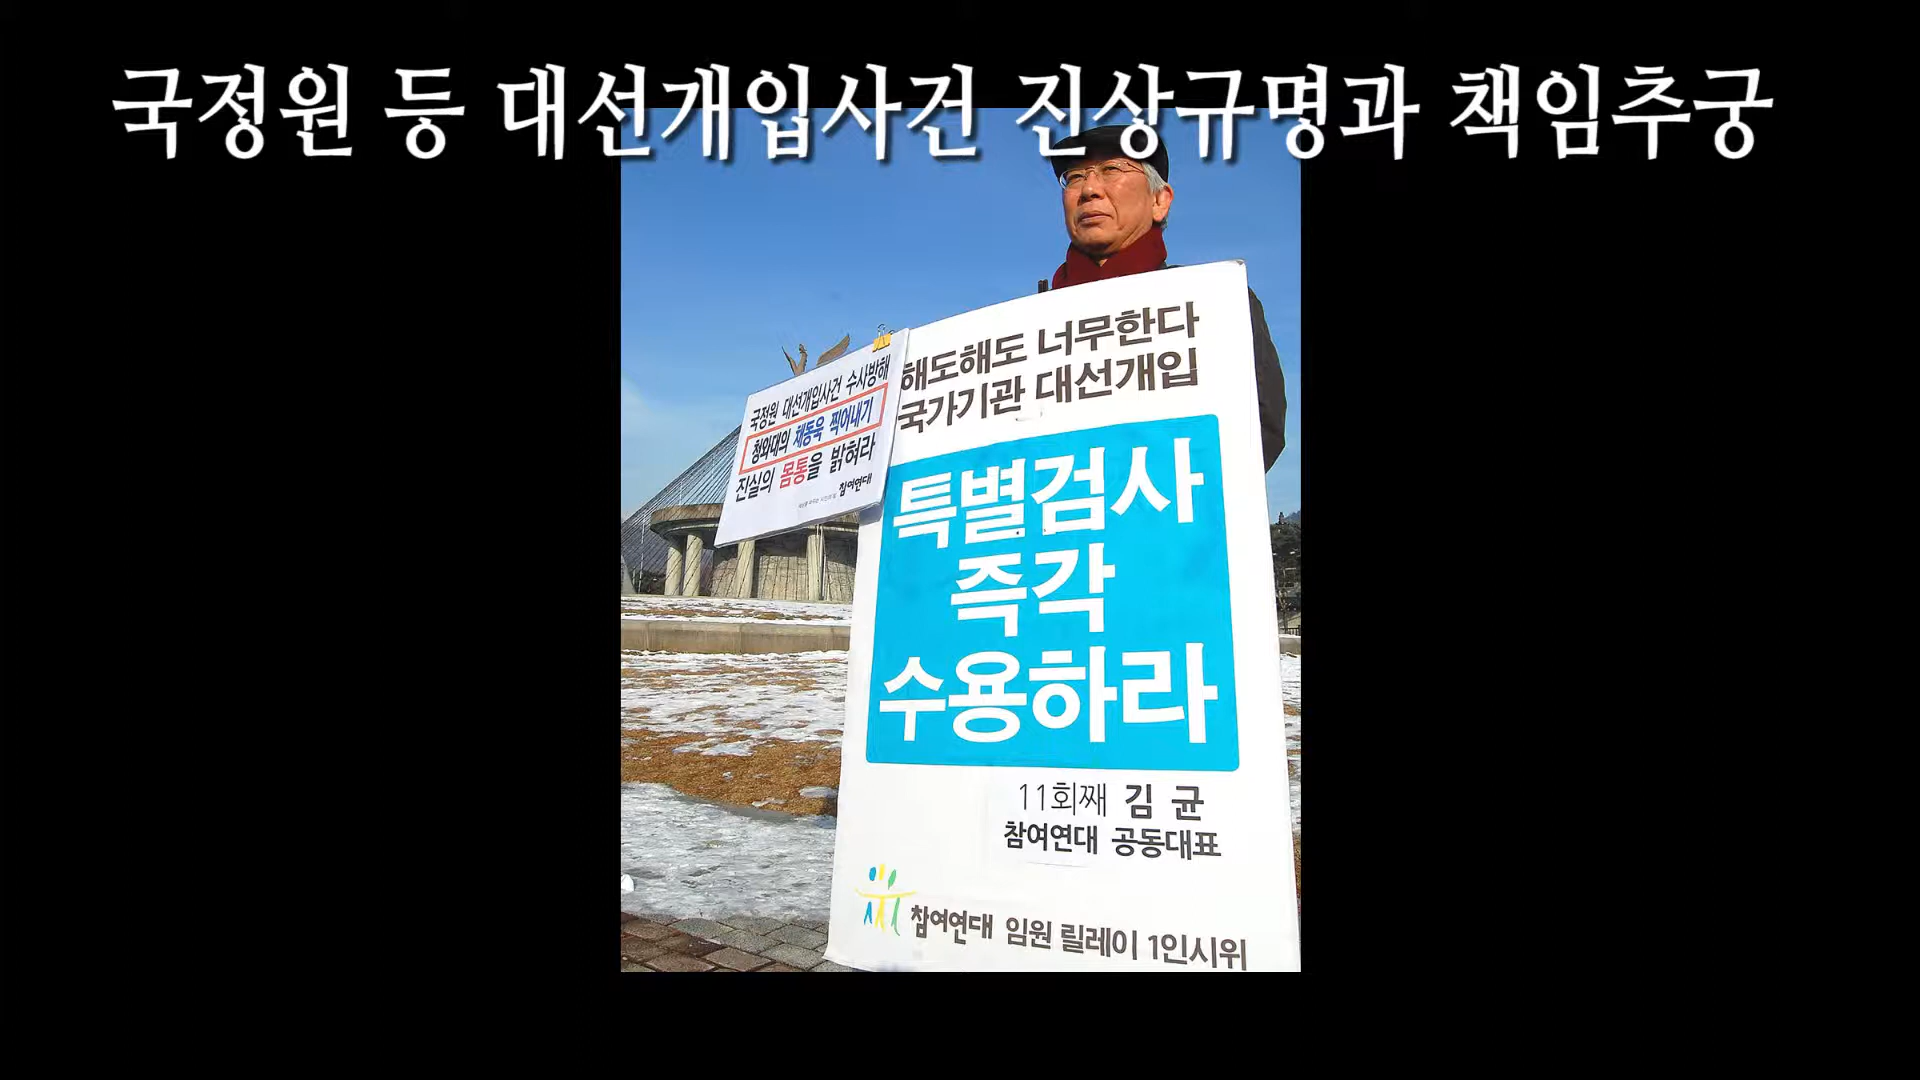 국정원 등 대선개입사건 진상규명과 책임추궁
해도해도 너무한다
국가기관 대선개입
특별검사
즉각
수용하라
11회째 김 균
참여연대 공동대표
참여연대 임원 릴레이 1인시위
국정원 대선개입사건 수사방해
청와대의 채동욱 찍어내기
진실의 몸통을 밝혀라
참여연대